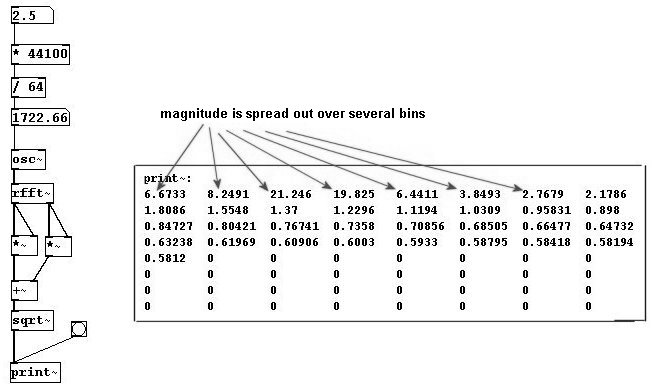 2.5
* 44100
/ 64
1722.66
magnitude is spread out over several bins
osc~
rfft~
*~ *~
+~
sqrt~
print~
print~:
6.6733 8.2491 21.246 19.825 6.4411 3.8493 2.7679 2.1786
1.8086 1.5548 1.37 1.2296 1.1194 1.0309 0.95831 0.898
0.84727 0.80421 0.76741 0.7358 0.70856 0.68505 0.66477 0.64732
0.63238 0.61969 0.60906 0.6003 0.5933 0.58795 0.58418 0.58194
0.5812 0 0 0 0 0 0 0
0 0 0 0 0 0 0 0
0 0 0 0 0 0 0 0
0 0 0 0 0 0 0 0